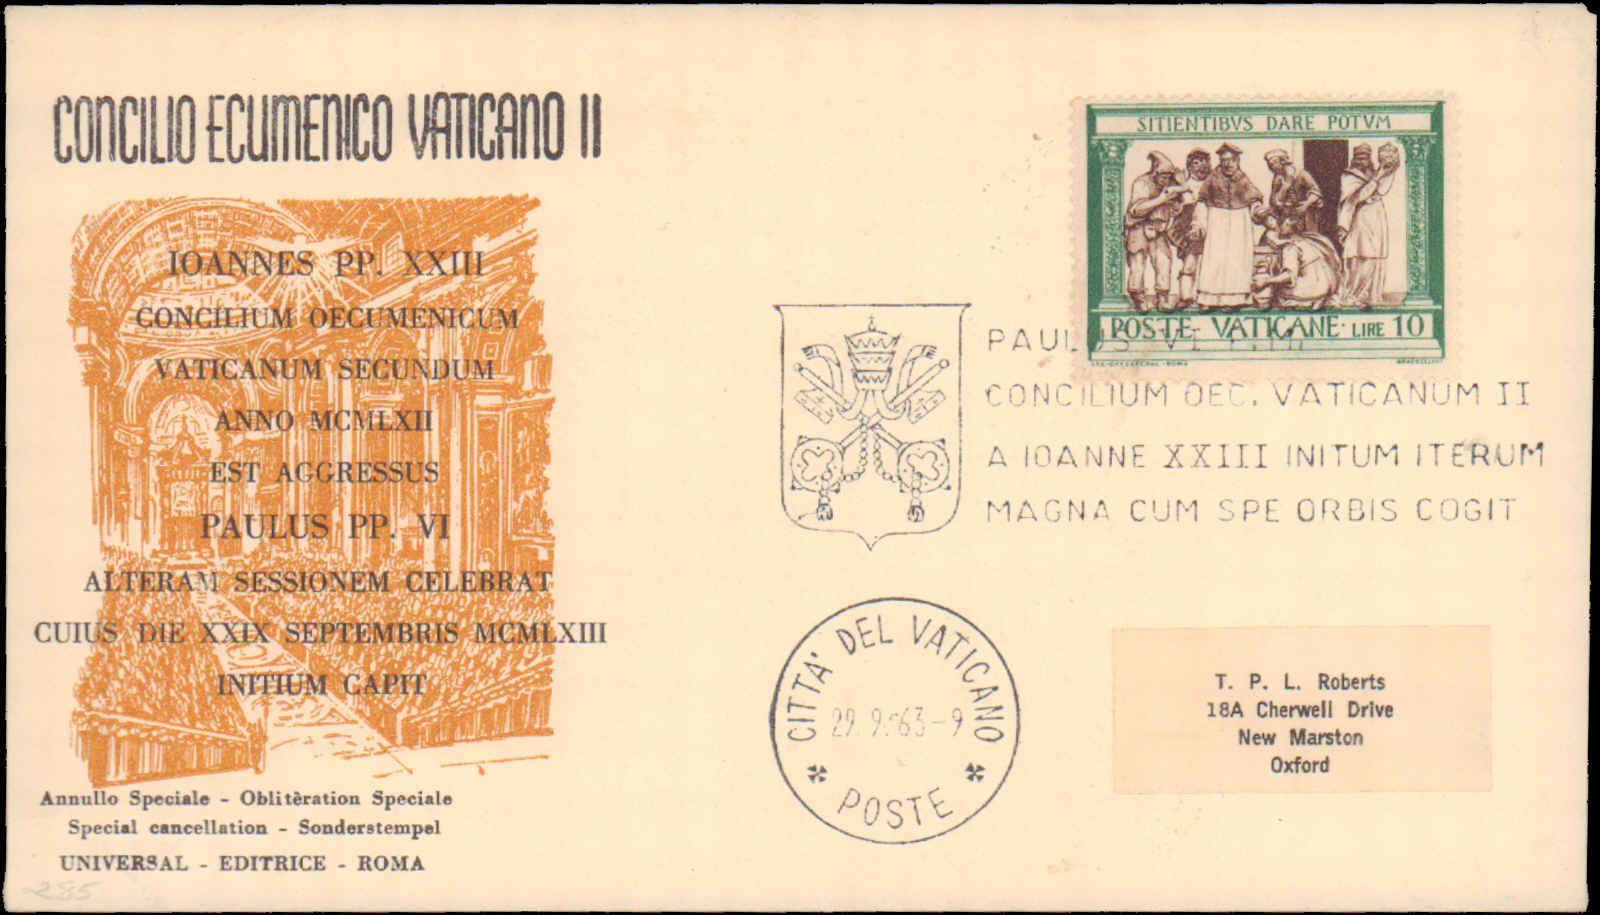 CONCILIO ECUMENICO VATICANO II
IOANNES PP. XXIII
CONCILIUM OECUMENICUM
VATICANUM SECUNDUM
ANNO MCMLXII
EST AGGRESSUS
PAULUS PP. VI
ALTERAM SESSIONEM CELEBRAT
CUIUS DIE XXIX SEPTEMBRIS MCMLXIII
INITIUM CAPIT
Annullo Speciale - Oblitèration Speciale
Special cancellation - Sonderstempel
UNIVERSAL - EDITRICE - ROMA
285
SITIENTIBVS DARE POTVM
POSTE VATICANE LIRE 10
PAULUS VI P.M.
CONCILIUM OEC. VATICANUM II
A IOANNE XXIII INITUM ITERUM
MAGNA CUM SPE ORBIS COGIT
CITTA' DEL VATICANO
29.9.63-9
POSTE
T. P. L. Roberts
18A Cherwell Drive
New Marston
Oxford